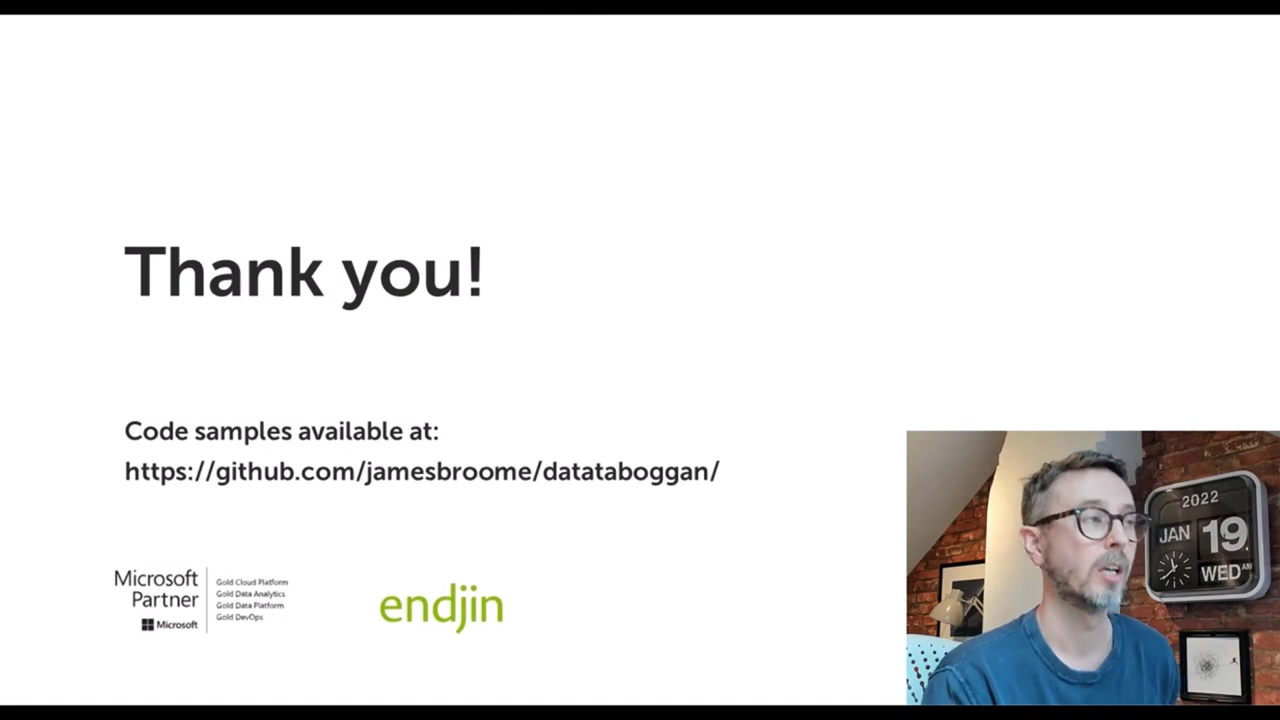 Thank you!
Code samples available at:
https://github.com/jamesbroome/datataboggan/
Microsoft
Partner
Microsoft
Gold Cloud Platform
Gold Data Analytics
Gold Data Platform
Gold DevOps
endjin
2022
JAN 19
WED AM